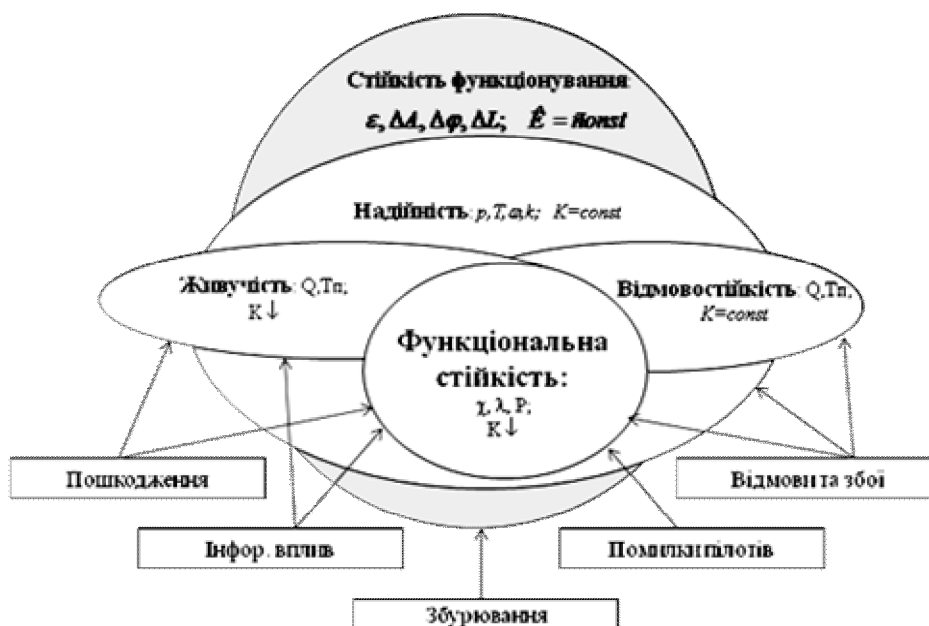 Стійкість функціонування:
ε, ΔA, Δφ, ΔL; Ê = ñonst
Надійність: p,T,ω,k; K=const
Живучість: Q,Tп;
K↓
Відмовостійкість: Q,Tп,
K=const
Функціональна
стійкість:
χ, λ, P;
K↓
Пошкодження
Відмови та збої
Інфор. вплив
Помилки пілотів
Збурювання